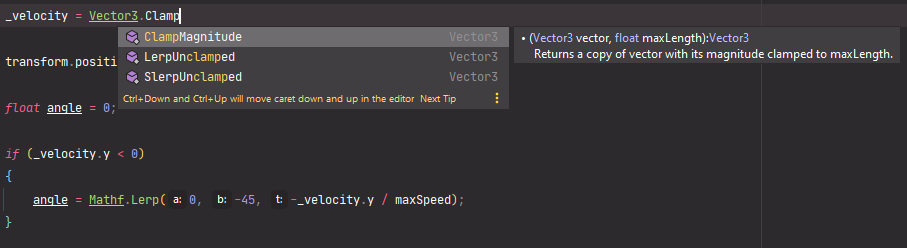 _velocity = Vector3.Clamp
ClampMagnitude Vector3
• (Vector3 vector, float maxLength):Vector3
Returns a copy of vector with its magnitude clamped to maxLength.
LerpUnclamped Vector3
SlerpUnclamped Vector3
Ctrl+Down and Ctrl+Up will move caret down and up in the editor Next Tip
transform.positi
float angle = 0;
if (_velocity.y < 0)
{
angle = Mathf.Lerp( a: 0, b: -45, t: -_velocity.y / maxSpeed);
}